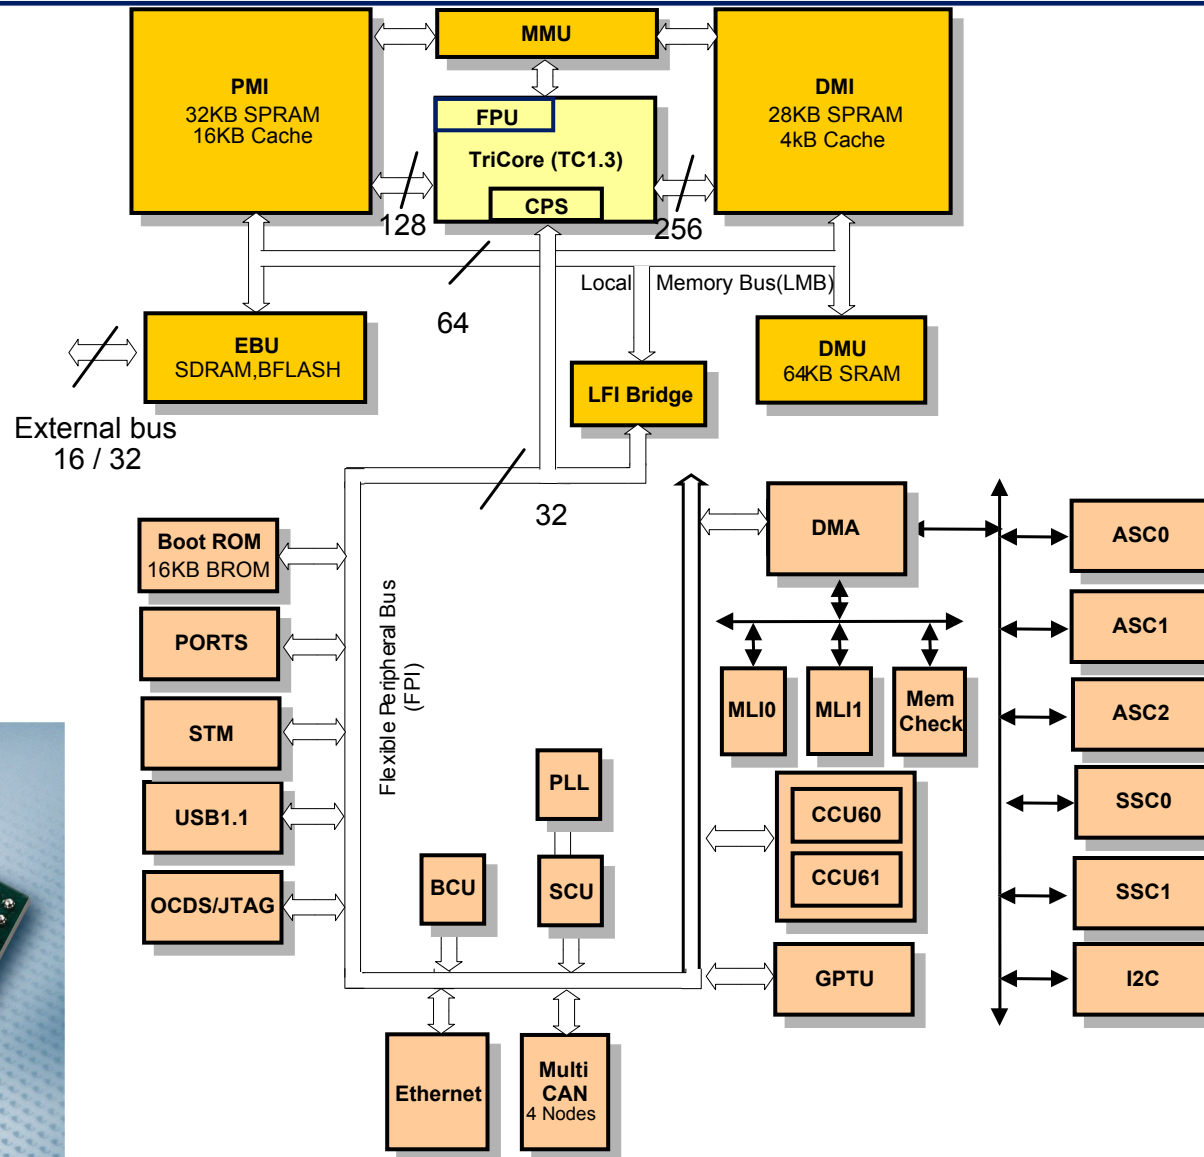 MMU
PMI
32KB SPRAM
16KB Cache
FPU
TriCore (TC1.3)
CPS
DMI
28KB SPRAM
4kB Cache
128
256
64
Local Memory Bus(LMB)
EBU
SDRAM,BFLASH
DMU
64KB SRAM
LFI Bridge
External bus
16 / 32
32
Boot ROM
16KB BROM
PORTS
STM
USB1.1
OCDS/JTAG
Flexible Peripheral Bus
(FPI)
PLL
BCU
SCU
Ethernet
Multi
CAN
4 Nodes
DMA
MLI0
MLI1
Mem
Check
CCU60
CCU61
GPTU
ASC0
ASC1
ASC2
SSC0
SSC1
I2C